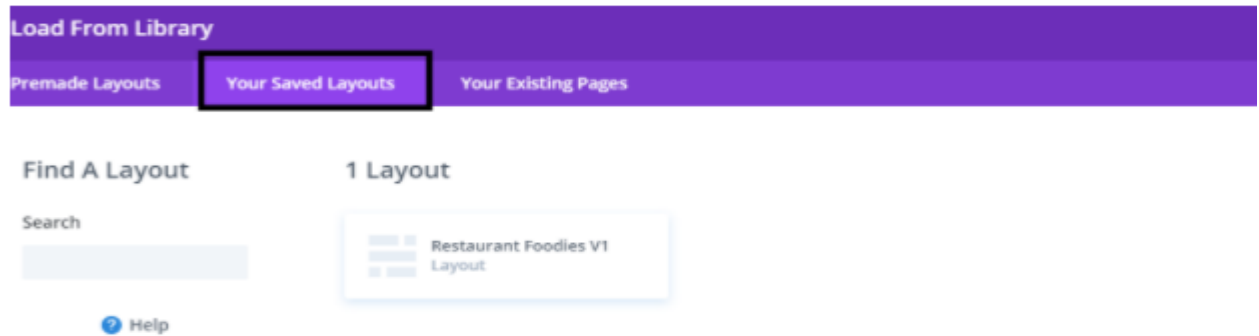 Load From Library
Premade Layouts Your Saved Layouts Your Existing Pages
Find A Layout
1 Layout
Search
Restaurant Foodies V1
Layout
? Help